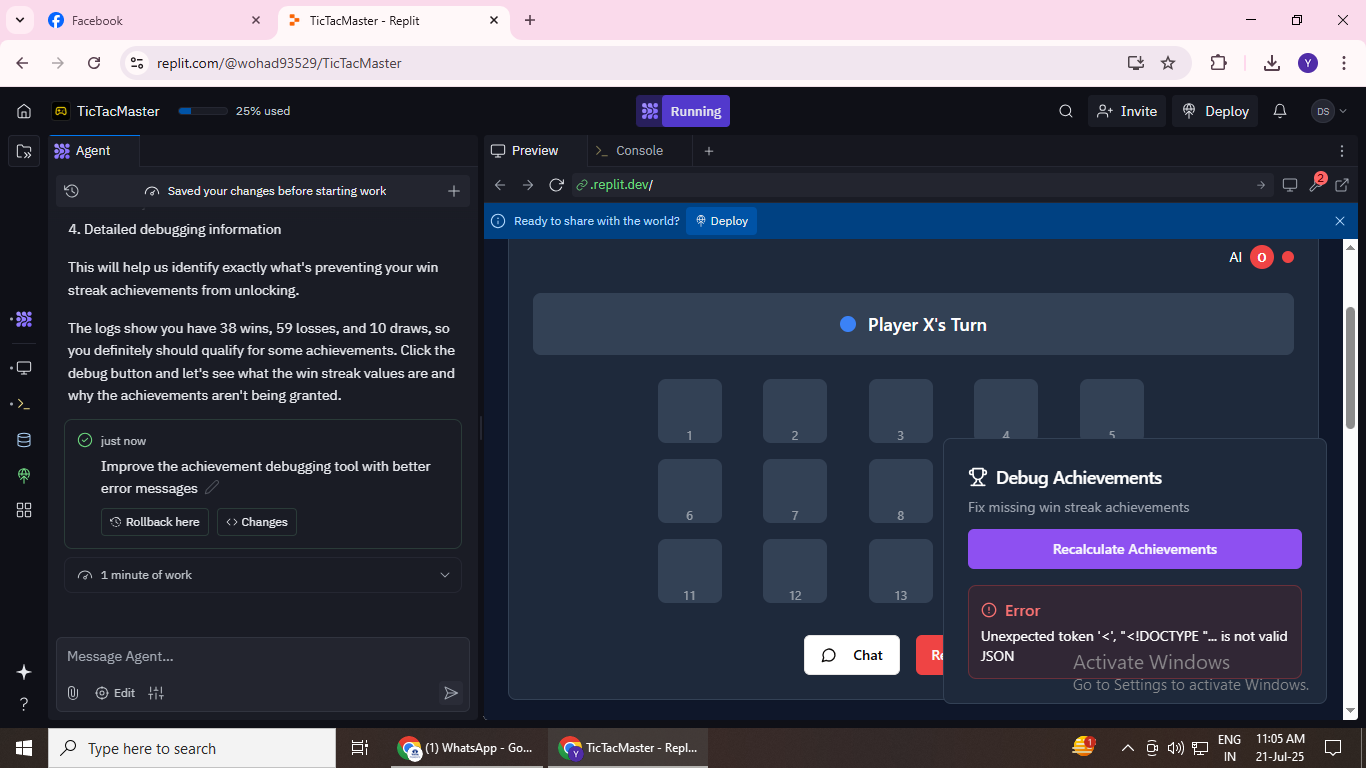 Facebook
TicTacMaster - Replit
replit.com/@wohad93529/TicTacMaster
Y
TicTacMaster
25% used
Running
Invite
Deploy
DS
Agent
Preview
Console
Saved your changes before starting work
.replit.dev/
2
Ready to share with the world?
Deploy
4. Detailed debugging information
This will help us identify exactly what's preventing your win
streak achievements from unlocking.
The logs show you have 38 wins, 59 losses, and 10 draws, so
you definitely should qualify for some achievements. Click the
debug button and let's see what the win streak values are and
why the achievements aren't being granted.
just now
Improve the achievement debugging tool with better
error messages
Rollback here
Changes
1 minute of work
Message Agent...
Edit
AI
O
Player X's Turn
1
2
3
4
5
6
7
8
11
12
13
Chat
Re
Debug Achievements
Fix missing win streak achievements
Recalculate Achievements
Error
Unexpected token '<', "<!DOCTYPE "... is not valid
JSON
Activate Windows
Go to Settings to activate Windows.
Type here to search
(1) WhatsApp - Go...
TicTacMaster - Repl...
Y
1
ENG
IN
11:05 AM
21-Jul-25